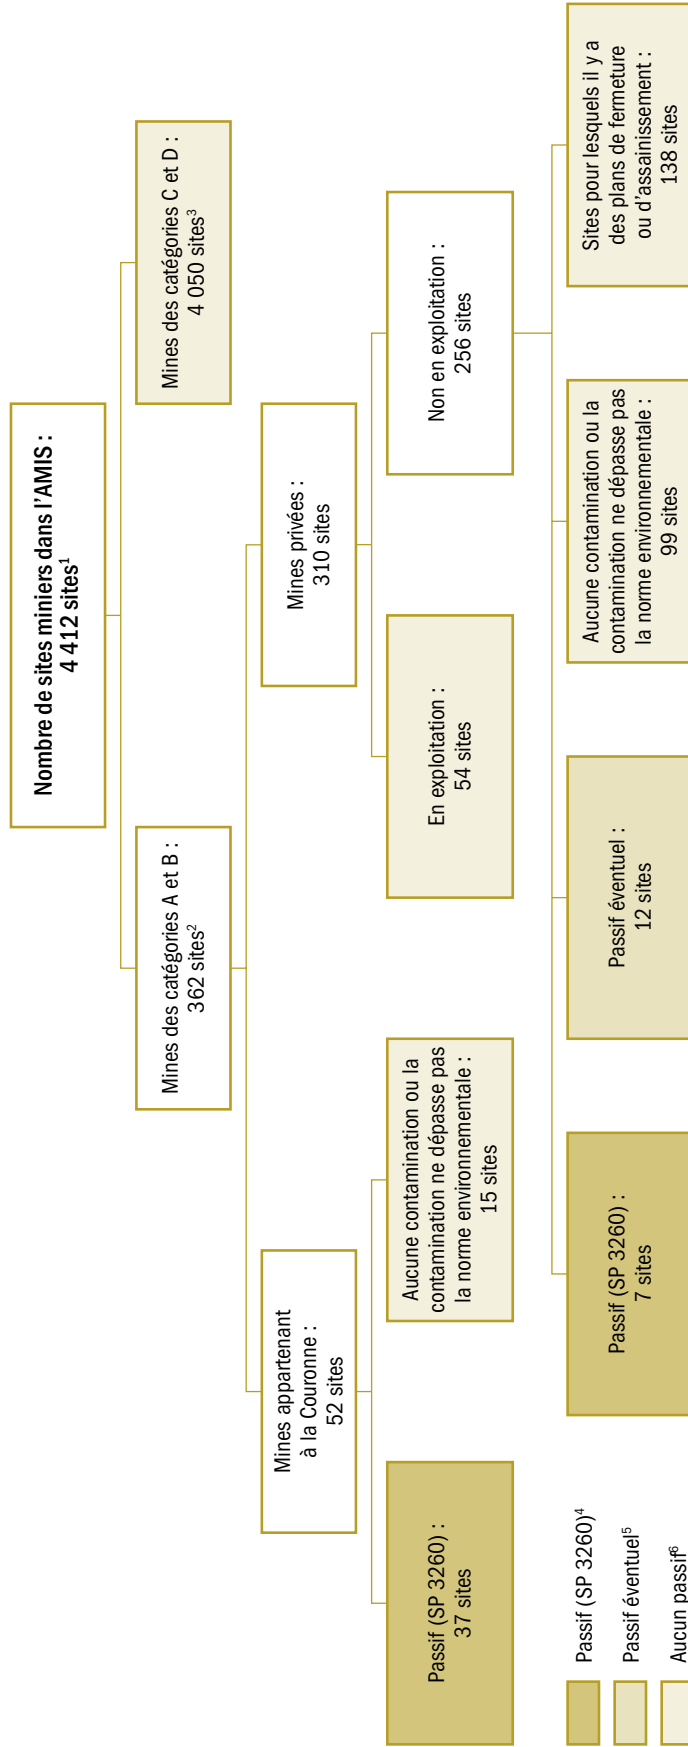 Nombre de sites miniers dans l'AMIS :
4 412 sites¹
Mines des catégories A et B :
362 sites²
Mines des catégories C et D :
4 050 sites³
Mines appartenant
à la Couronne :
52 sites
Mines privées :
310 sites
Passif (SP 3260) :
37 sites
Aucune contamination ou la
contamination ne dépasse pas
la norme environnementale :
15 sites
En exploitation :
54 sites
Non en exploitation :
256 sites
Passif (SP 3260) :
7 sites
Passif éventuel :
12 sites
Aucune contamination ou la
contamination ne dépasse pas
la norme environnementale :
99 sites
Sites pour lesquels il y a
des plans de fermeture
ou d'assainissement :
138 sites
Passif (SP 3260)⁴
Passif éventuel⁵
Aucun passif⁶